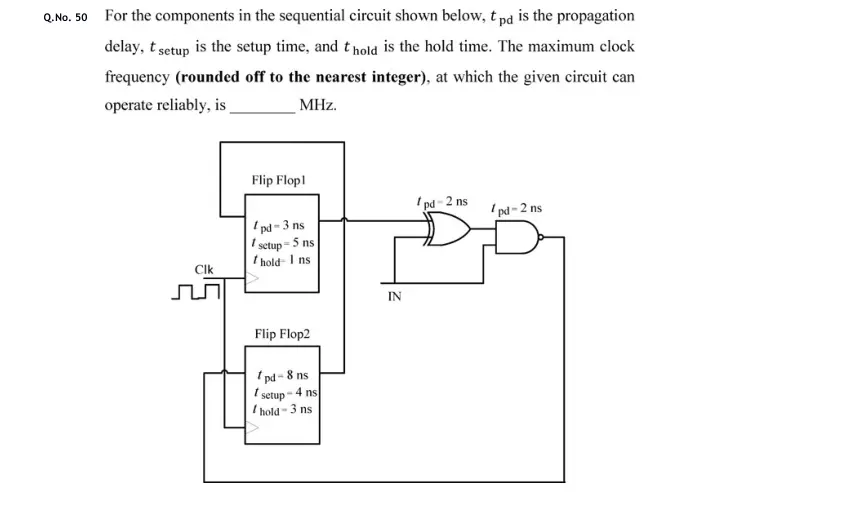 Q.No. 50 For the components in the sequential circuit shown below, t pd is the propagation
delay, t setup is the setup time, and t hold is the hold time. The maximum clock
frequency (rounded off to the nearest integer), at which the given circuit can
operate reliably, is ________ MHz.
Flip Flop1
t pd = 2 ns
t pd = 2 ns
t pd = 3 ns
t setup = 5 ns
t hold = 1 ns
Clk
IN
Flip Flop2
t pd = 8 ns
t setup = 4 ns
t hold = 3 ns